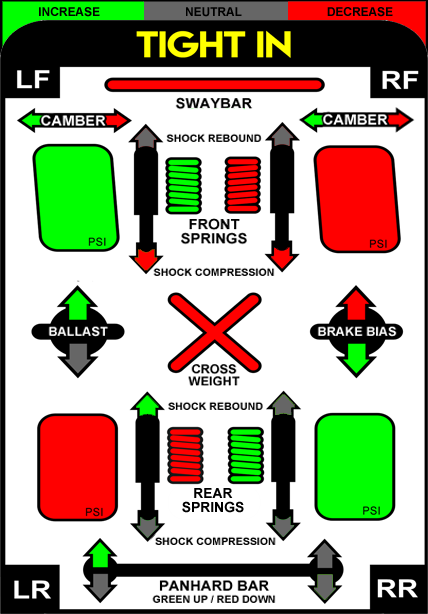 INCREASE NEUTRAL DECREASE
TIGHT IN
LF RF
SWAYBAR
CAMBER CAMBER
SHOCK REBOUND
FRONT
SPRINGS
PSI PSI
SHOCK COMPRESSION
BALLAST BRAKE BIAS
CROSS
WEIGHT
SHOCK REBOUND
REAR
SPRINGS
PSI PSI
SHOCK COMPRESSION
LR PANHARD BAR RR
GREEN UP / RED DOWN